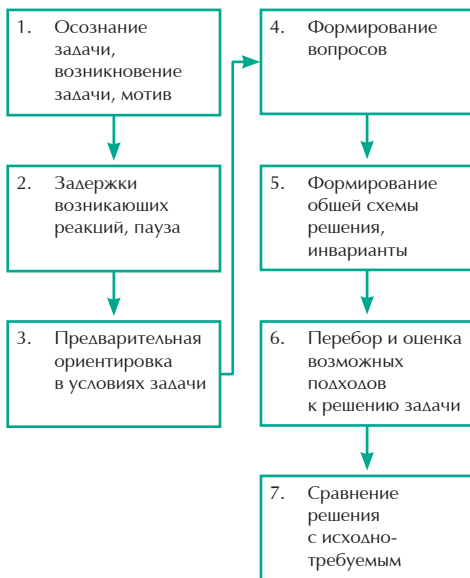 1. Осознание
задачи,
возникновение
задачи, мотив
2. Задержки
возникающих
реакций, пауза
3. Предварительная
ориентировка
в условиях задачи
4. Формирование
вопросов
5. Формирование
общей схемы
решения,
инварианты
6. Перебор и оценка
возможных
подходов
к решению задачи
7. Сравнение
решения
с исходно-
требуемым